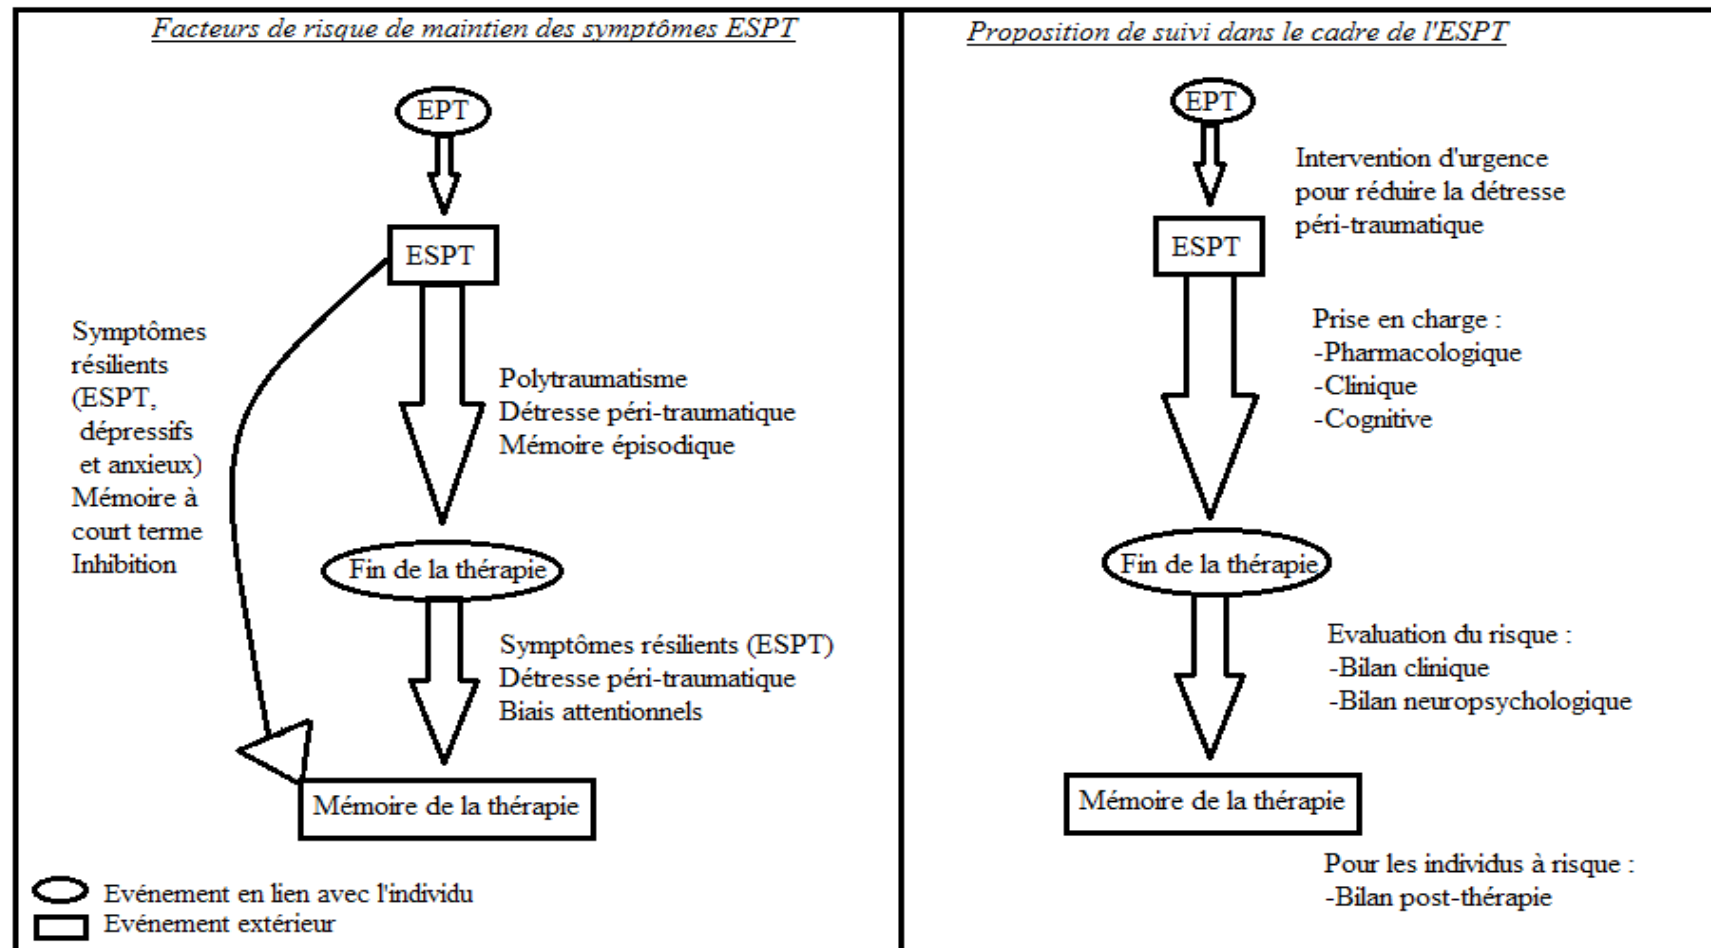 Facteurs de risque de maintien des symptômes ESPT
EPT
ESPT
Symptômes
résilients
(ESPT,
dépressifs
et anxieux)
Mémoire à
court terme
Inhibition
Polytraumatisme
Détresse péri-traumatique
Mémoire épisodique
Fin de la thérapie
Symptômes résilients (ESPT)
Détresse péri-traumatique
Biais attentionnels
Mémoire de la thérapie
Evénement en lien avec l'individu
Evénement extérieur
Proposition de suivi dans le cadre de l'ESPT
EPT
Intervention d'urgence
pour réduire la détresse
péri-traumatique
ESPT
Prise en charge :
-Pharmacologique
-Clinique
-Cognitive
Fin de la thérapie
Evaluation du risque :
-Bilan clinique
-Bilan neuropsychologique
Mémoire de la thérapie
Pour les individus à risque :
-Bilan post-thérapie